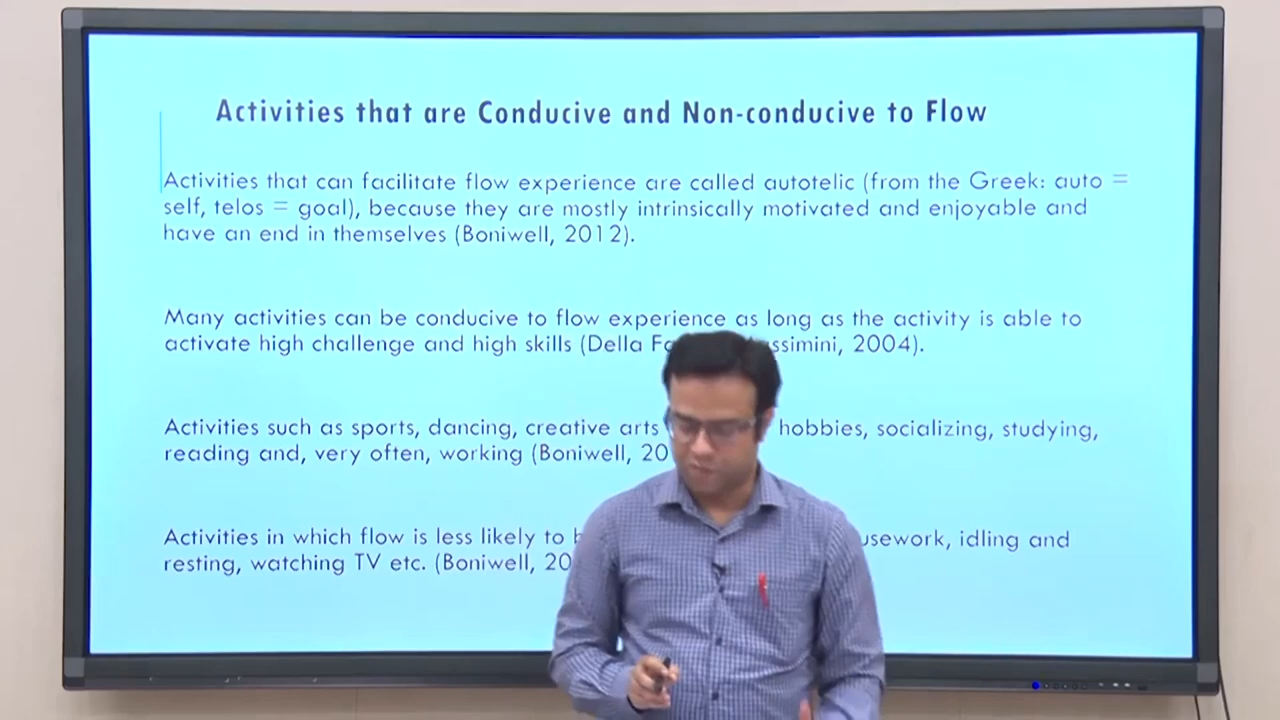 Activities that are Conducive and Non-conducive to Flow
Activities that can facilitate flow experience are called autotelic (from the Greek: auto =
self, telos = goal), because they are mostly intrinsically motivated and enjoyable and
have an end in themselves (Boniwell, 2012).
Many activities can be conducive to flow experience as long as the activity is able to
activate high challenge and high skills (Della 2004).
Activities such as sports, dancing, creative arts hobbies, socializing, studying,
reading and, very often, working (Boniwell,
Activities in which flow is less likely to idling and
resting, watching TV etc. (Boniwell,